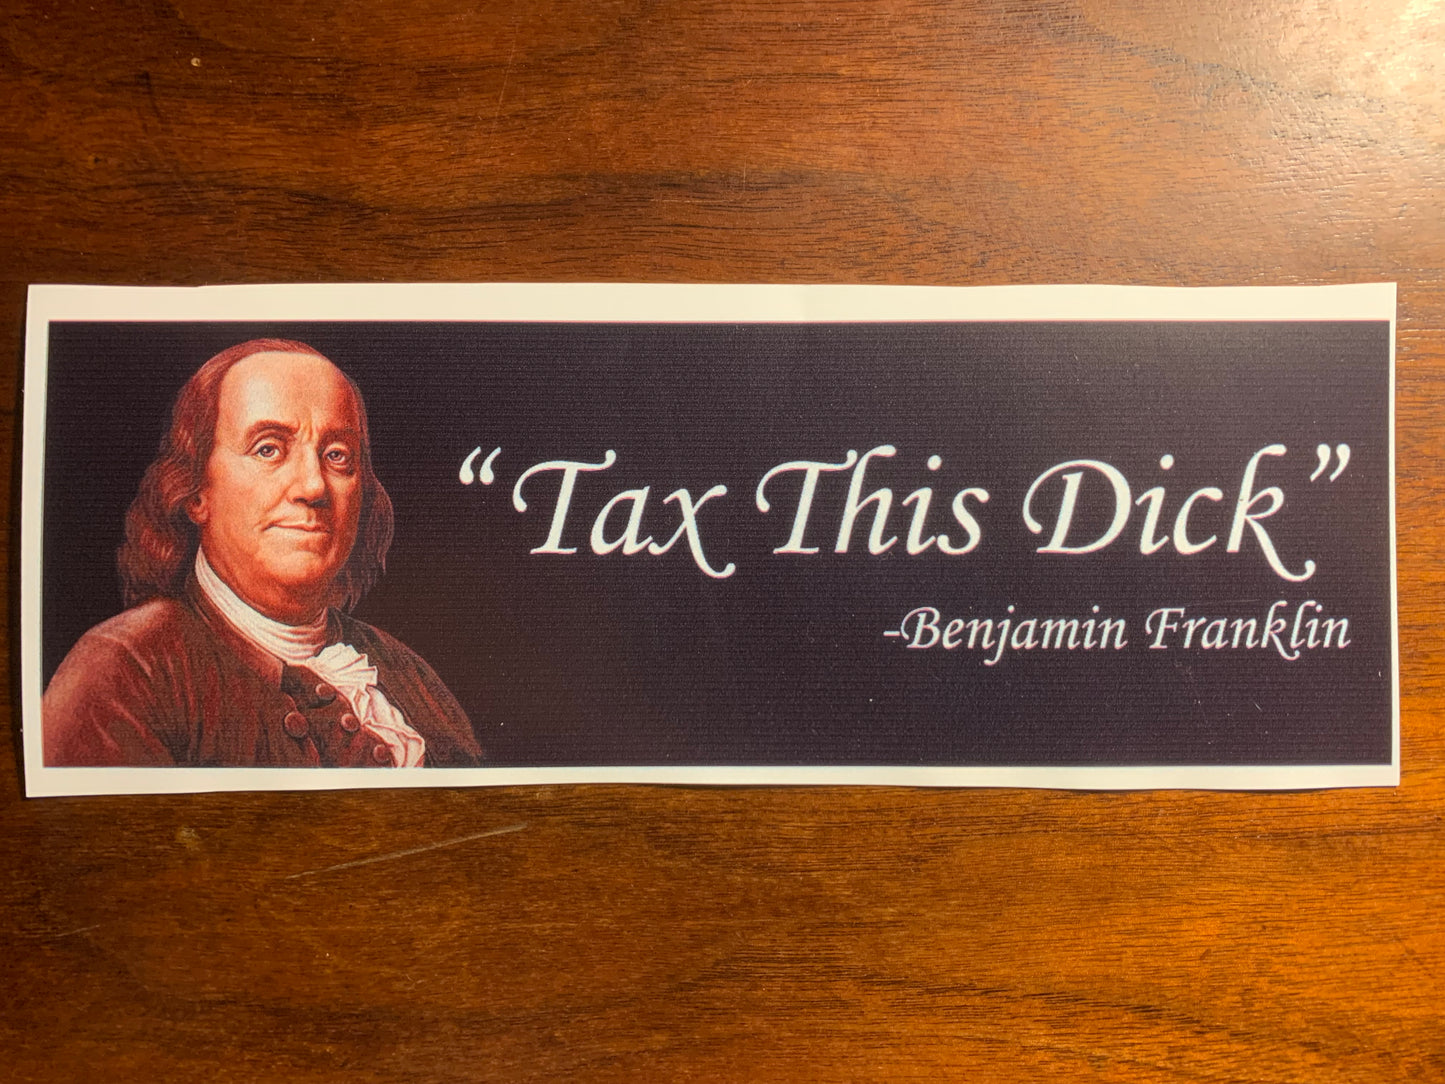 “Tax This Dick”
-Benjamin Franklin